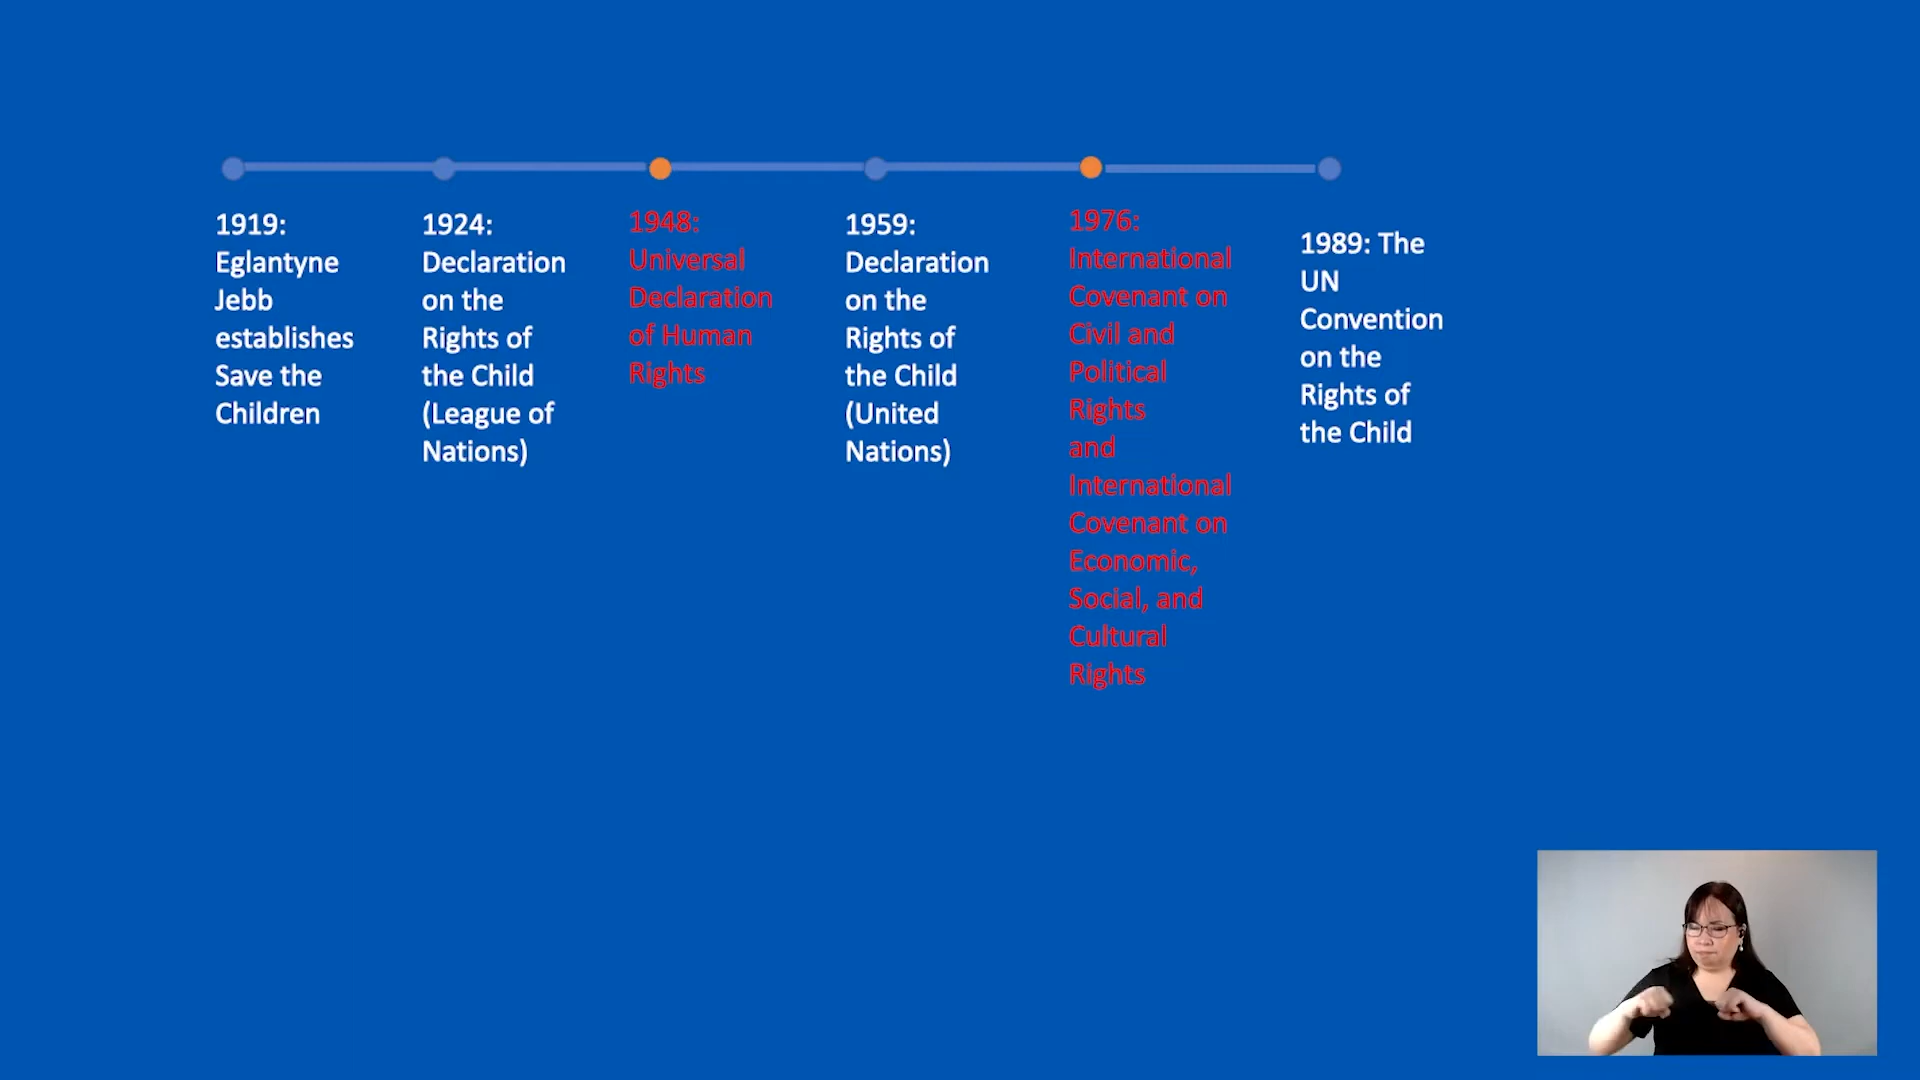 1919:
Eglantyne
Jebb
establishes
Save the
Children
1924:
Declaration
on the
Rights of
the Child
(League of
Nations)
1948:
Universal
Declaration
of Human
Rights
1959:
Declaration
on the
Rights of
the Child
(United
Nations)
1976:
International
Covenant on
Civil and
Political
Rights
and
International
Covenant on
Economic,
Social, and
Cultural
Rights
1989: The
UN
Convention
on the
Rights of
the Child